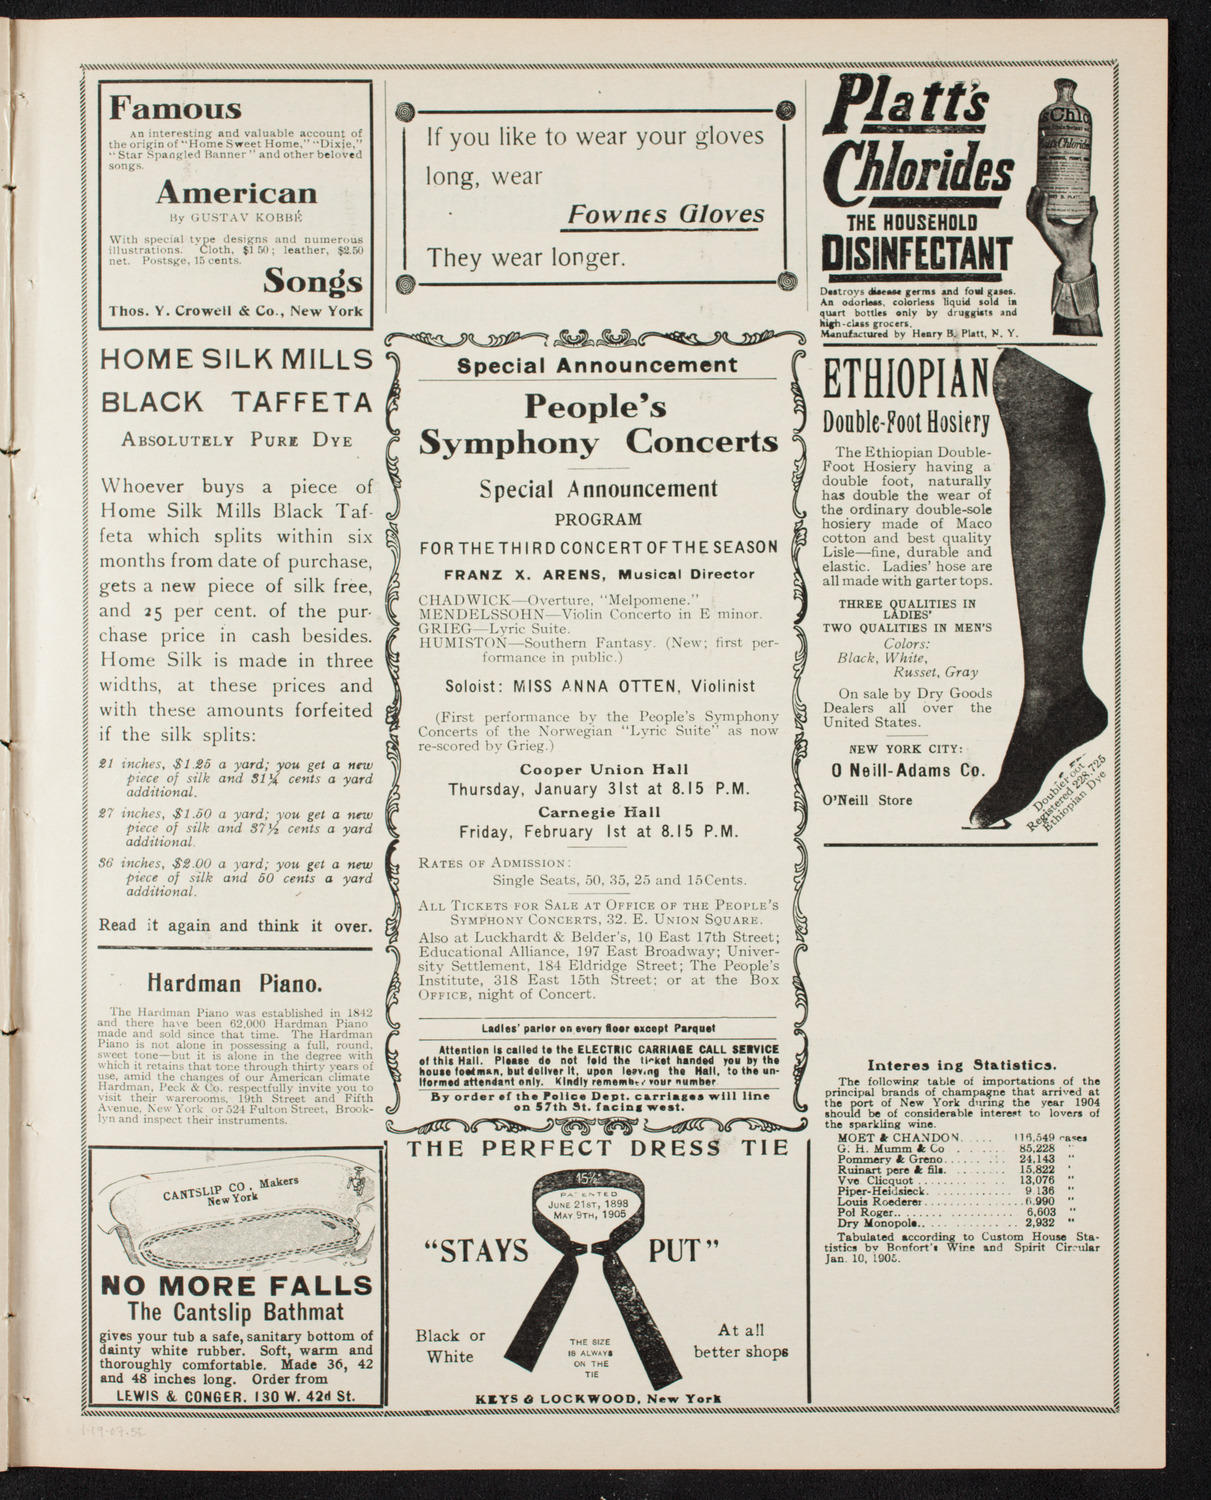 Famous
An interesting and valuable account of
the origin of "Home Sweet Home," "Dixie,"
"Star Spangled Banner" and other beloved
songs.
American
By GUSTAV KOBBÉ
With special type designs and numerous
illustrations. Cloth, $1 50; leather, $2.50
net. Postsge, 15 cents.
Songs
Thos. Y. Crowell & Co., New York
HOME SILK MILLS
BLACK TAFFETA
ABSOLUTELY PURE DYE
Whoever buys a piece of
Home Silk Mills Black Taf-
feta which splits within six
months from date of purchase,
gets a new piece of silk free,
and 25 per cent. of the pur-
chase price in cash besides.
Home Silk is made in three
widths, at these prices and
with these amounts forfeited
if the silk splits:
21 inches, $1.25 a yard; you get a new
piece of silk and 31¼ cents a yard
additional.
27 inches, $1.50 a yard; you get a new
piece of silk and 37½ cents a yard
additional.
36 inches, $2.00 a yard; you get a new
piece of silk and 50 cents a yard
additional.
Read it again and think it over.
Hardman Piano.
The Hardman Piano was established in 1842
and there have been 62,000 Hardman Piano
made and sold since that time. The Hardman
Piano is not alone in possessing a full, round,
sweet tone—but it is alone in the degree with
which it retains that tone through thirty years of
use, amid the changes of our American climate
Hardman, Peck & Co. respectfully invite you to
visit their warerooms, 19th Street and Fifth
Avenue, New York or 524 Fulton Street, Brook-
lyn and inspect their instruments.
CANTSLIP CO. Makers
New York
NO MORE FALLS
The Cantslip Bathmat
gives your tub a safe, sanitary bottom of
dainty white rubber. Soft, warm and
thoroughly comfortable. Made 36, 42
and 48 inches long. Order from
LEWIS & CONGER. 130 W. 42d St.
If you like to wear your gloves
long, wear
Fownes Gloves
They wear longer.
Special Announcement
People's
Symphony Concerts
Special Announcement
PROGRAM
FOR THE THIRD CONCERT OF THE SEASON
FRANZ X. ARENS, Musical Director
CHADWICK—Overture, "Melpomene."
MENDELSSOHN—Violin Concerto in E minor.
GRIEG—Lyric Suite.
HUMISTON—Southern Fantasy. (New; first per-
formance in public.)
Soloist: MISS ANNA OTTEN, Violinist
(First performance by the People's Symphony
Concerts of the Norwegian "Lyric Suite" as now
re-scored by Grieg.)
Cooper Union Hall
Thursday, January 31st at 8.15 P.M.
Carnegie Hall
Friday, February 1st at 8.15 P.M.
RATES OF ADMISSION:
Single Seats, 50, 35, 25 and 15 Cents.
ALL TICKETS FOR SALE AT OFFICE OF THE PEOPLE'S
SYMPHONY CONCERTS, 32. E. UNION SQUARE.
Also at Luckhardt & Belder's, 10 East 17th Street;
Educational Alliance, 197 East Broadway; Univer-
sity Settlement, 184 Eldridge Street; The People's
Institute, 318 East 15th Street; or at the Box
OFFICE, night of Concert.
Ladies' parlor on every floor except Parquet
Attention is called to the ELECTRIC CARRIAGE CALL SERVICE
of this Hall. Please do not fold the ticket handed you by the
house footman, but deliver it, upon leaving the Hall, to the un-
iformed attendant only. Kindly remember your number
By order of the Police Dept. carriages will line
on 57th St. facing west.
THE PERFECT DRESS TIE
15½
PATENTED
JUNE 21ST, 1898
MAY 9TH, 1905
"STAYS PUT"
Black or
White
THE SIZE
IS ALWAYS
ON THE
TIE
At all
better shops
KEYS & LOCKWOOD, New York
Platt's
Chlorides
THE HOUSEHOLD
DISINFECTANT
Destroys disease germs and foul gases.
An odorless, colorless liquid sold in
quart bottles only by druggists and
high-class grocers.
Manufactured by Henry B. Platt, N. Y.
ETHIOPIAN
Double-Foot Hosiery
The Ethiopian Double-
Foot Hosiery having a
double foot, naturally
has double the wear of
the ordinary double-sole
hosiery made of Maco
cotton and best quality
Lisle—fine, durable and
elastic. Ladies' hose are
all made with garter tops.
THREE QUALITIES IN
LADIES'
TWO QUALITIES IN MEN'S
Colors:
Black, White,
Russet, Gray
On sale by Dry Goods
Dealers all over the
United States.
NEW YORK CITY:
O Neill-Adams Co.
O'Neill Store
Registered 228,725
Ethiopian Dye
Interes ing Statistics.
The following table of importations of the
principal brands of champagne that arrived at
the port of New York during the year 1904
should be of considerable interest to lovers of
the sparkling wine.
MOET & CHANDON. .... 116,549 cases
G. H. Mumm & Co . . . . . . 85,228 "
Pommery & Greno....... 24,143 "
Ruinart pere & fils. .......... 15,822 '
Vve Clicquot ............. 13,076 "
Piper-Heidsieck. ............ 9 136 "
Louis Roederer.............. 6,990 "
Pol Roger.. ................ 6,603 "
Dry Monopole.. ............ 2,932 "
Tabulated according to Custom House Sta-
tistics by Bonfort's Wine and Spirit Circular
Jan. 10, 1905.
1-19-07-5E